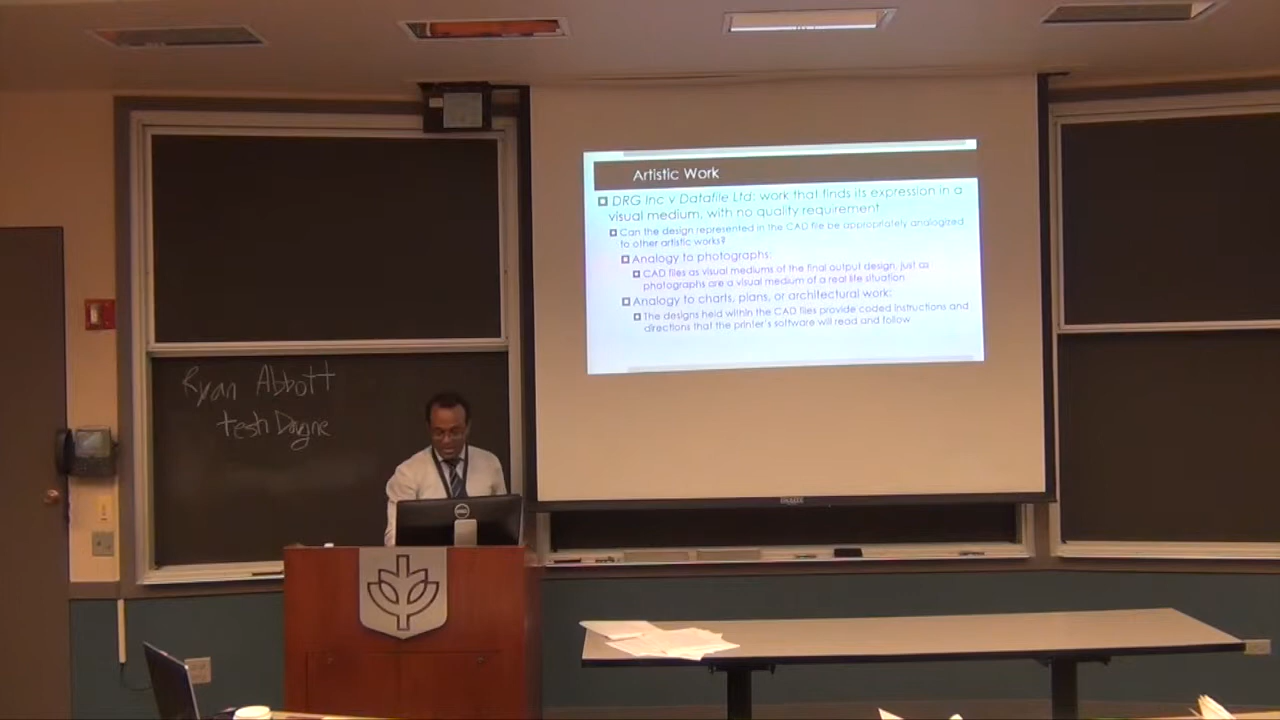 Artistic Work
DRG Inc v Datafile Ltd: work that finds its expression in a
visual medium, with no quality requirement
Can the design represented in the CAD file be appropriately analogized
to other artistic works?
Analogy to photographs:
CAD files as visual mediums of the final output design, just as
photographs are a visual medium of a real life situation
Analogy to charts, plans, or architectural work:
The designs held within the CAD files provide coded instructions and
directions that the printer's software will read and follow
Ryan Abbott
Tesh Dagne
DELL